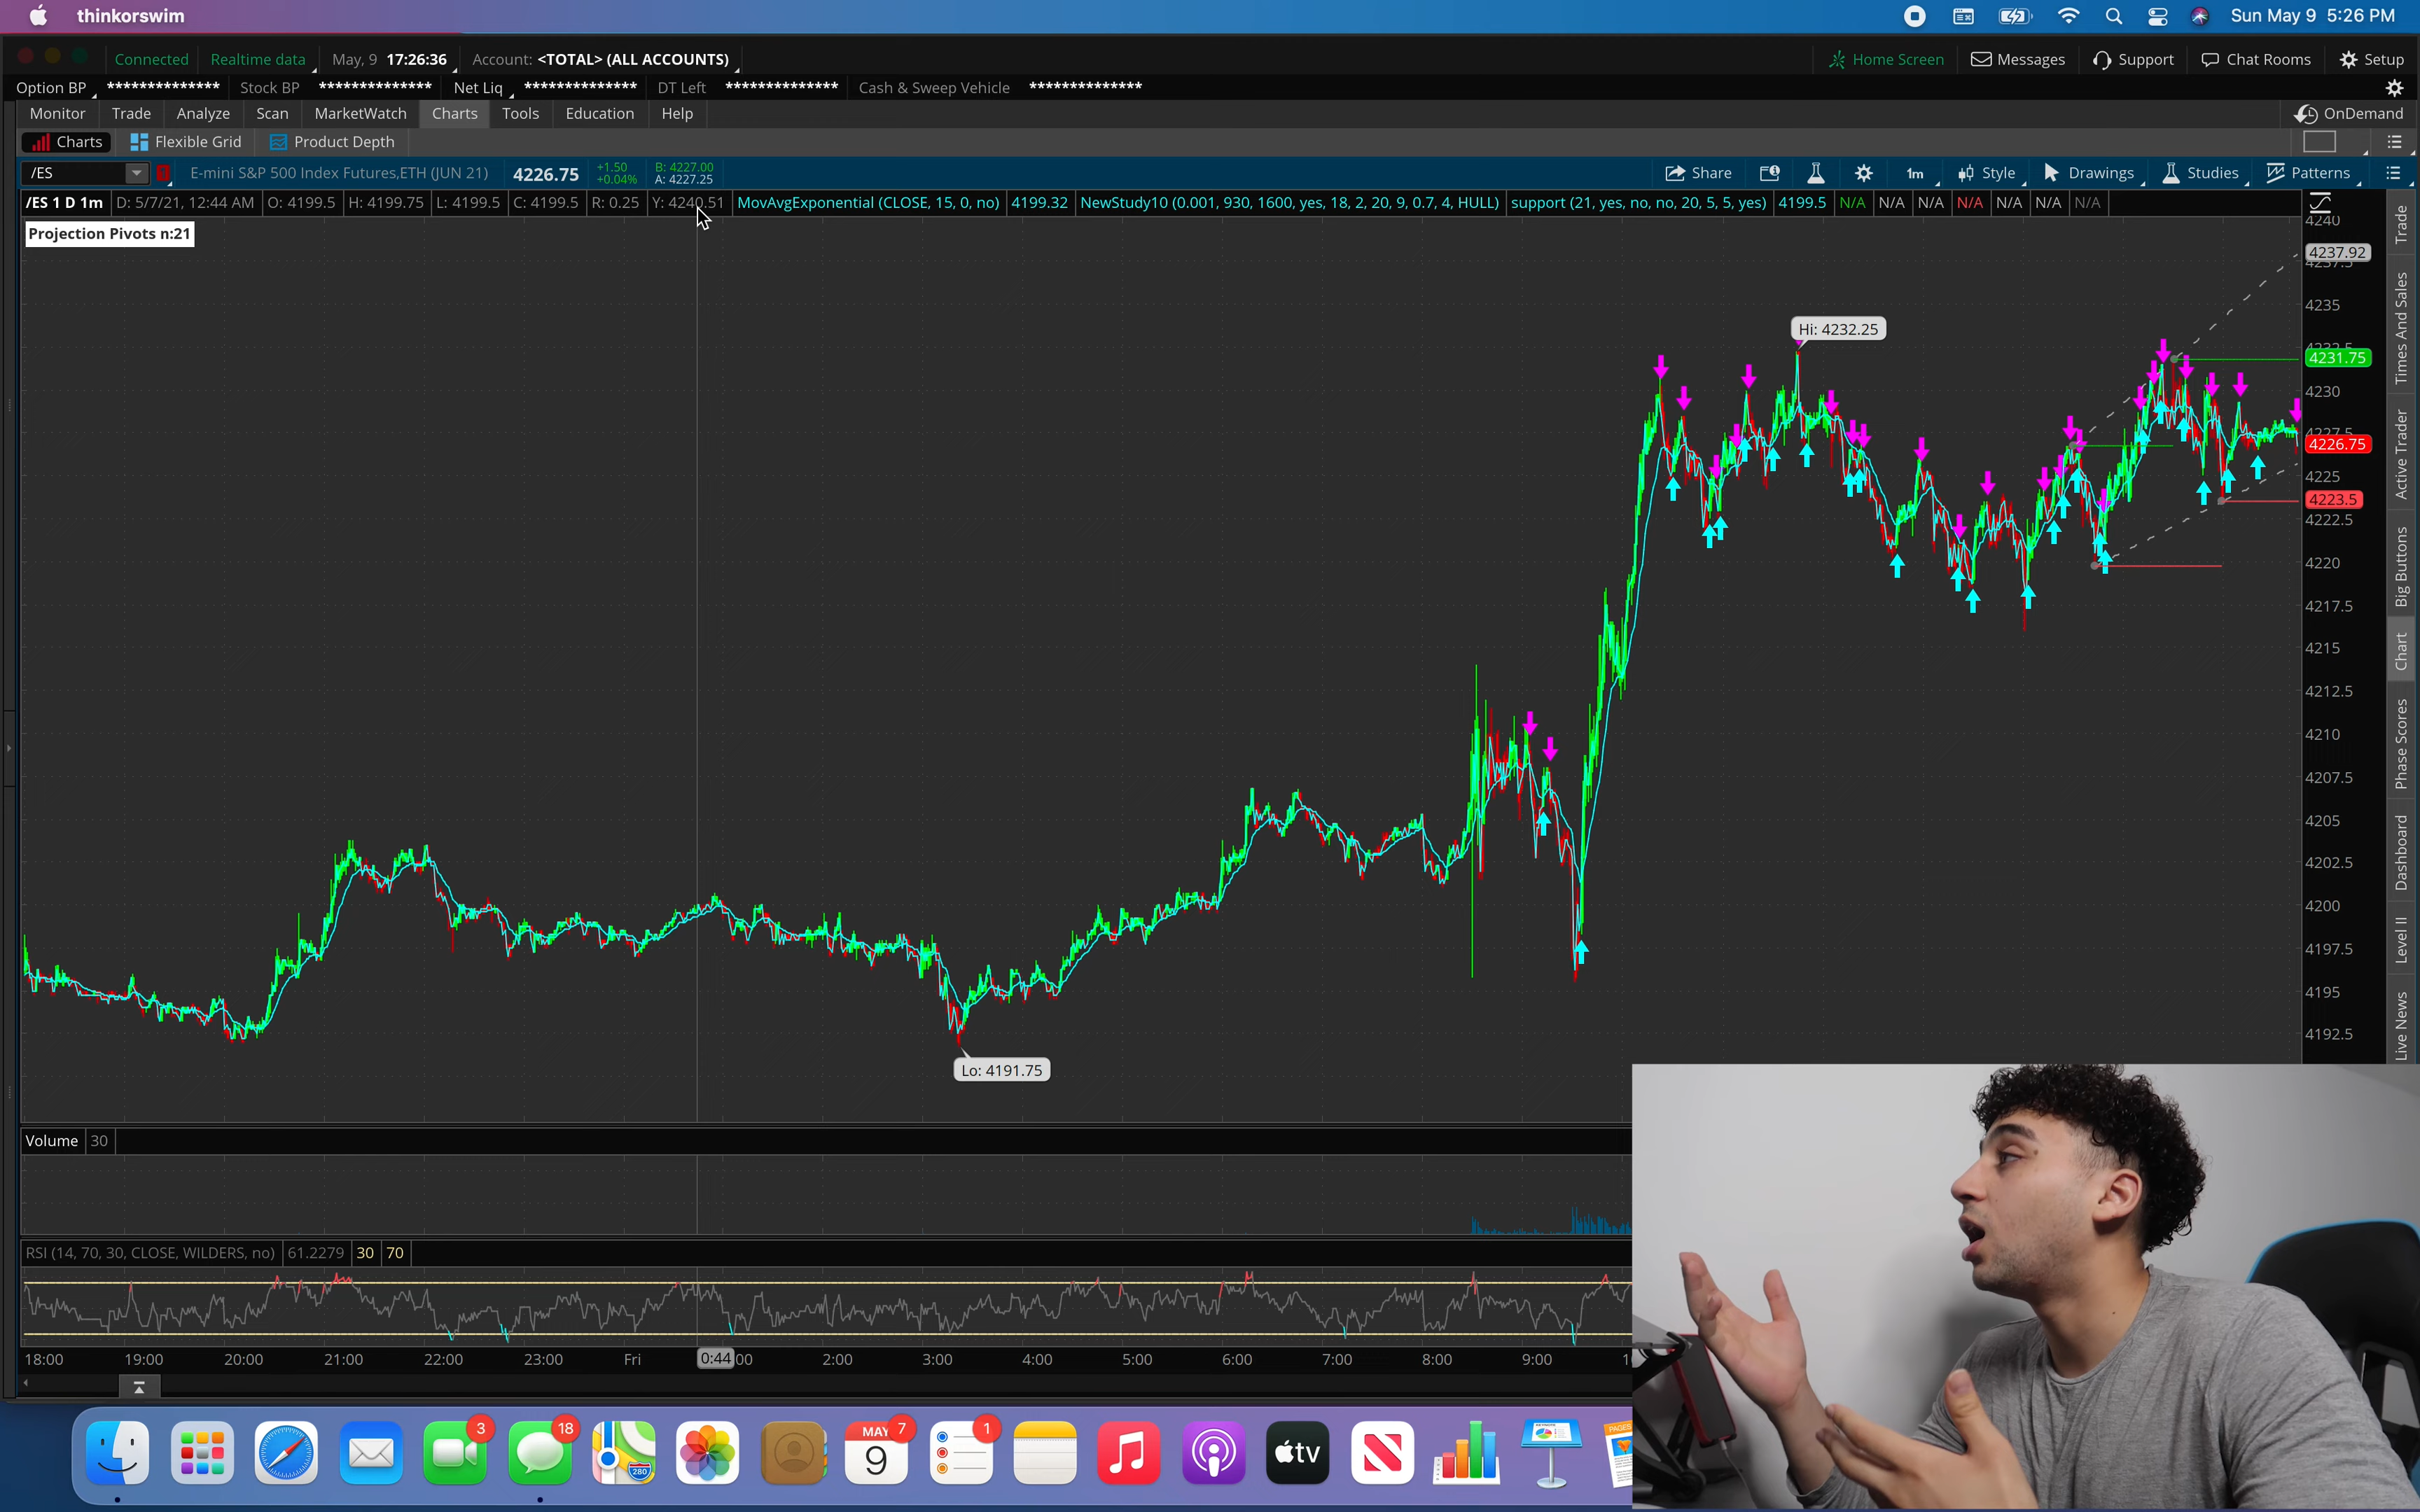 thinkorswim
Sun May 9 5:26 PM
Connected Realtime data May, 9 17:26:36 Account: <TOTAL> (ALL ACCOUNTS)
Home Screen Messages Support Chat Rooms Setup
Option BP ************** Stock BP ************** Net Liq ************** DT Left ************** Cash & Sweep Vehicle **************
Monitor Trade Analyze Scan MarketWatch Charts Tools Education Help
OnDemand
Charts Flexible Grid Product Depth
/ES E-mini S&P 500 Index Futures,ETH (JUN 21) 4226.75
+1.50
+0.04%
B: 4227.00
A: 4227.25
Share 1m Style Drawings Studies Patterns
/ES 1 D 1m D: 5/7/21, 12:44 AM O: 4199.5 H: 4199.75 L: 4199.5 C: 4199.5 R: 0.25 Y: 4240.51 MovAvgExponential (CLOSE, 15, 0, no) 4199.32 NewStudy10 (0.001, 930, 1600, yes, 18, 2, 20, 9, 0.7, 4, HULL) support (21, yes, no, no, 20, 5, 5, yes) 4199.5 N/A N/A N/A N/A N/A N/A N/A
Projection Pivots n:21
4240
4237.92
4237.5
4235
Hi: 4232.25
4232.5
4231.75
4230
4227.5
4226.75
4225
4223.5
4222.5
4220
4217.5
4215
4212.5
4210
4207.5
4205
4202.5
4200
4197.5
4195
4192.5
Lo: 4191.75
Trade
Times And Sales
Active Trader
Big Buttons
Chart
Phase Scores
Dashboard
Level II
Live News
Volume 30
RSI (14, 70, 30, CLOSE, WILDERS, no) 61.2279 30 70
18:00 19:00 20:00 21:00 22:00 23:00 Fri 0:44 00 2:00 3:00 4:00 5:00 6:00 7:00 8:00 9:00
3
18
280
MAY
7
9
1
tv
PAGES